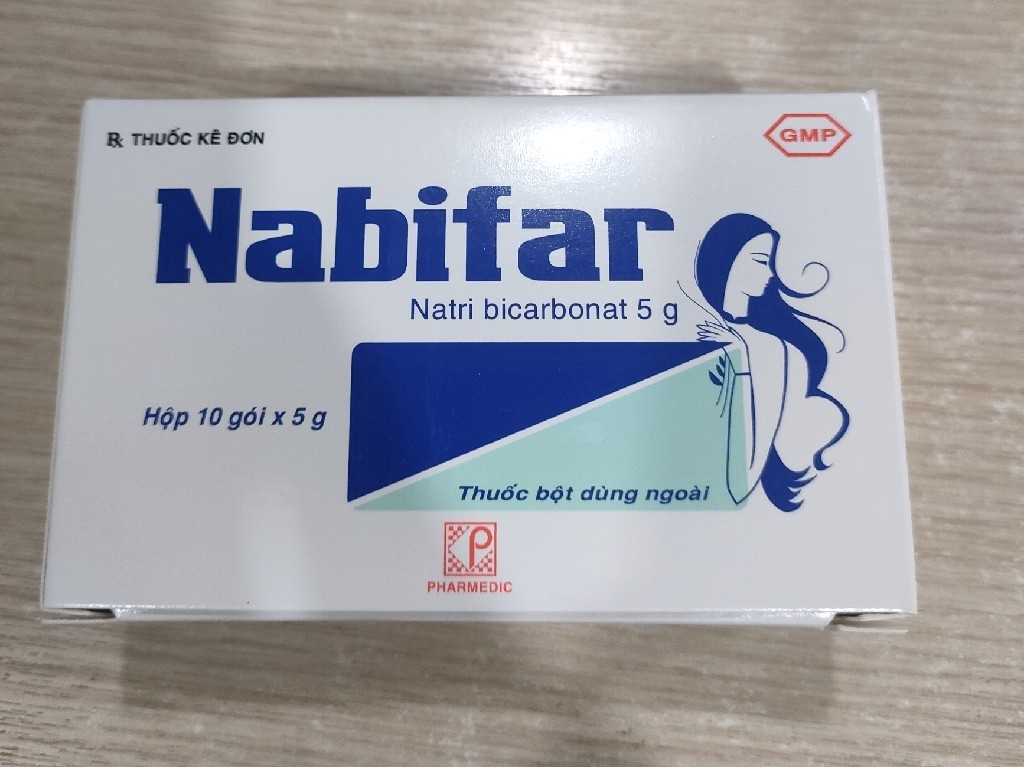 ℞ THUỐC KÊ ĐƠN
GMP
Nabifar
Natri bicarbonat 5 g
Hộp 10 gói x 5 g
Thuốc bột dùng ngoài
P
PHARMEDIC